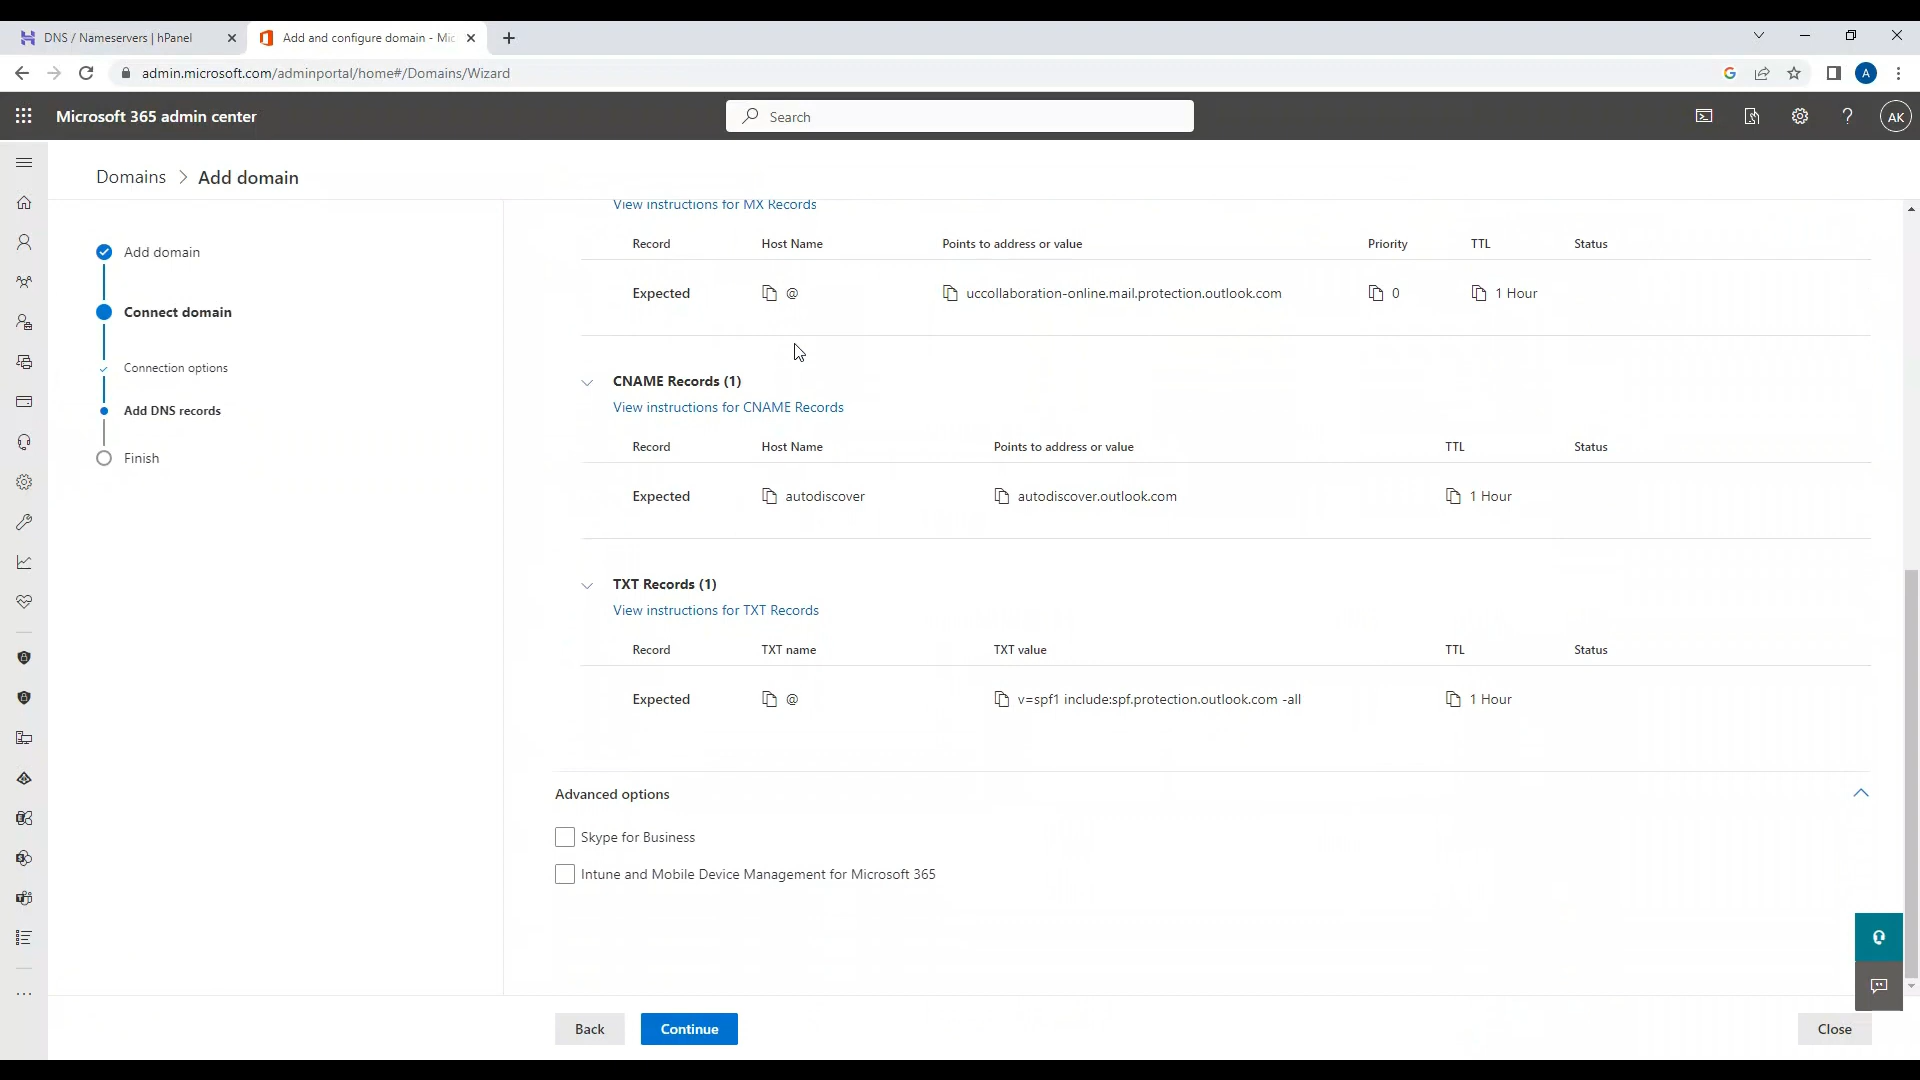 DNS / Nameservers | hPanel
Add and configure domain - Mic
admin.microsoft.com/adminportal/home#/Domains/Wizard
A
Microsoft 365 admin center
Search
AK
Domains > Add domain
Add domain
Connect domain
Connection options
Add DNS records
Finish
View instructions for MX Records
Record Host Name Points to address or value Priority TTL Status
Expected @ uccollaboration-online.mail.protection.outlook.com 0 1 Hour
CNAME Records (1)
View instructions for CNAME Records
Record Host Name Points to address or value TTL Status
Expected autodiscover autodiscover.outlook.com 1 Hour
TXT Records (1)
View instructions for TXT Records
Record TXT name TXT value TTL Status
Expected @ v=spf1 include:spf.protection.outlook.com -all 1 Hour
Advanced options
Skype for Business
Intune and Mobile Device Management for Microsoft 365
Back Continue Close